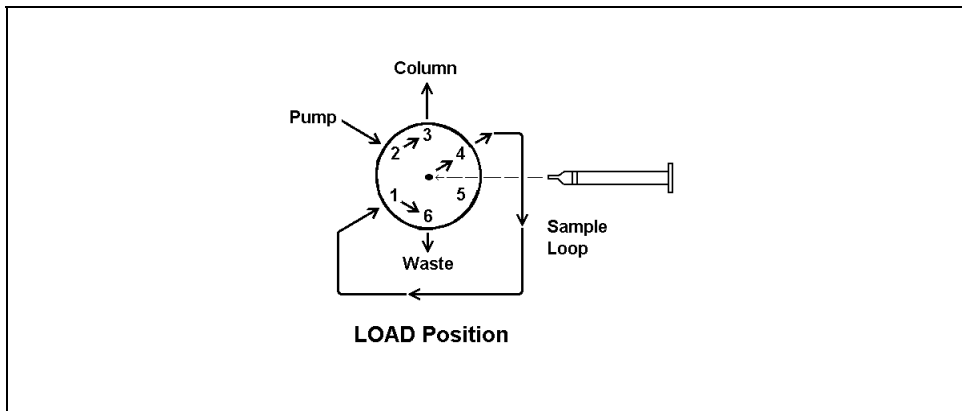 Column
Pump
3
2
4
1
5
6
Sample
Loop
Waste
LOAD Position